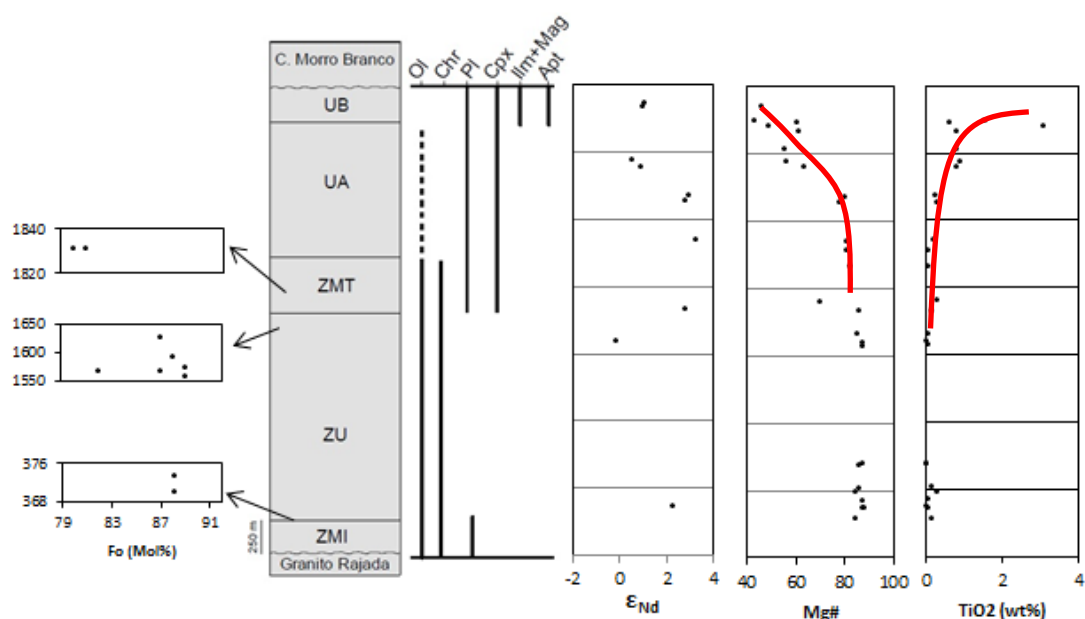 Ol Chr Pl Cpx Ilm+Mag Apt
C. Morro Branco
UB
UA
ZMT
ZU
ZMI
Granito Rajada
250 m
1840
1820
1650
1600
1550
376
368
79 83 87 91
Fo (Mol%)
-2 0 2 4
εNd
40 60 80 100
Mg#
0 2 4
TiO2 (wt%)